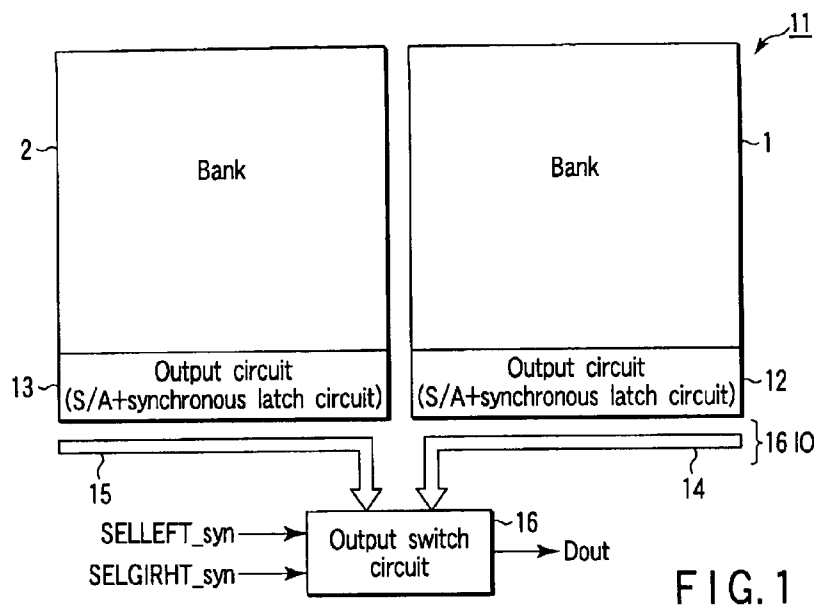 11
2
Bank
Bank
1
13
Output circuit
(S/A+synchronous latch circuit)
Output circuit
(S/A+synchronous latch circuit)
12
15
14
16 IO
SELLEFT_syn
SELGIRHT_syn
Output switch
circuit
16
Dout
FIG. 1